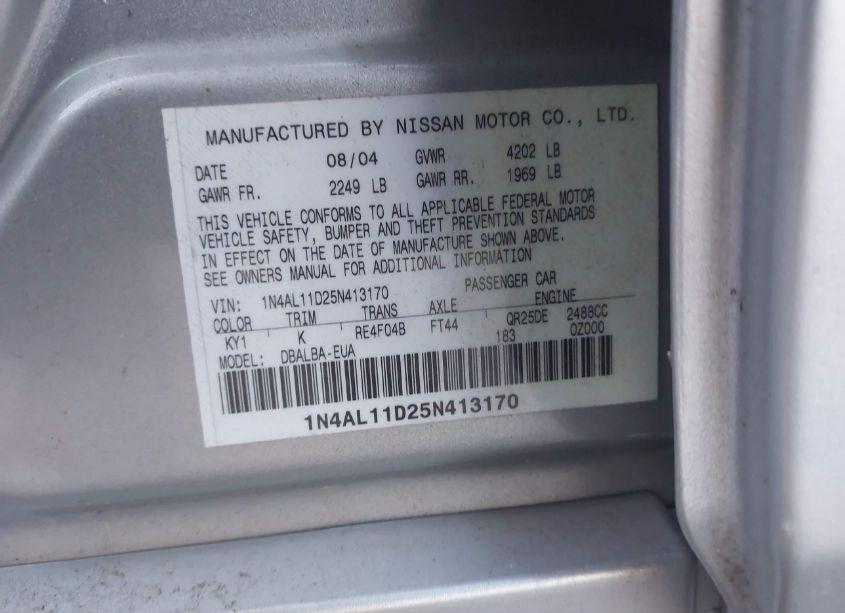 MANUFACTURED BY NISSAN MOTOR CO., LTD.
DATE 08/04 GVWR 4202 LB
GAWR FR. 2249 LB GAWR RR. 1969 LB
THIS VEHICLE CONFORMS TO ALL APPLICABLE FEDERAL MOTOR
VEHICLE SAFETY, BUMPER AND THEFT PREVENTION STANDARDS
IN EFFECT ON THE DATE OF MANUFACTURE SHOWN ABOVE.
SEE OWNERS MANUAL FOR ADDITIONAL INFORMATION
VIN: 1N4AL11D25N413170 PASSENGER CAR
COLOR TRIM TRANS AXLE ENGINE
KY1 K RE4F04B FT44 QR25DE 2488CC
183 0Z000
MODEL: DBALBA-EUA
1N4AL11D25N413170